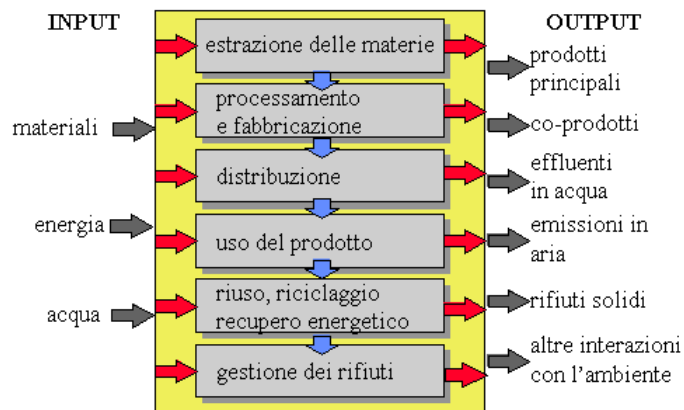 INPUT
OUTPUT
estrazione delle materie
processamento
e fabbricazione
distribuzione
uso del prodotto
riuso, riciclaggio
recupero energetico
gestione dei rifiuti
materiali
energia
acqua
prodotti
principali
co-prodotti
effluenti
in acqua
emissioni in
aria
rifiuti solidi
altre interazioni
con l'ambiente